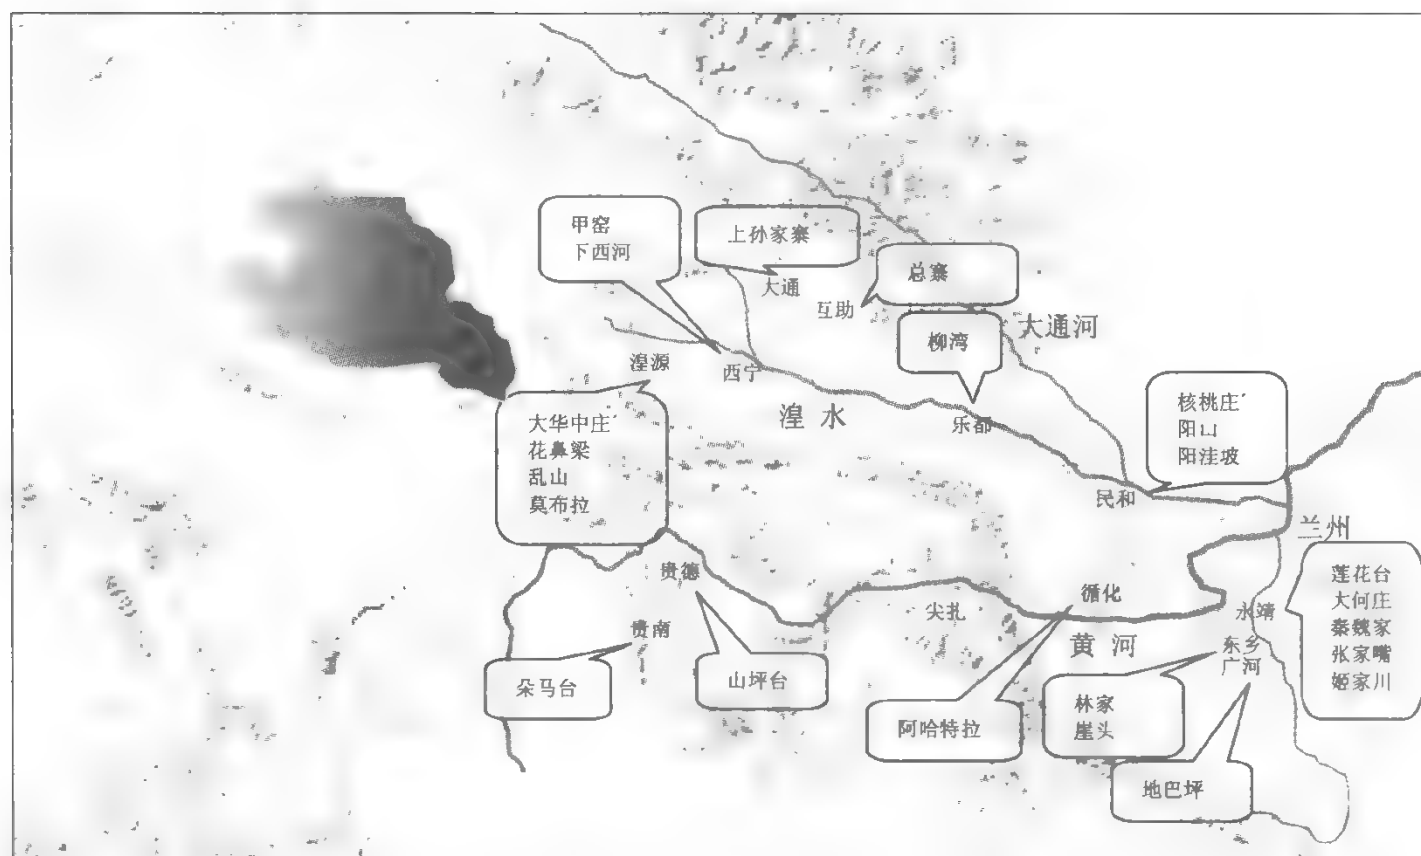 甲窑
下西河
上孙家寨
大通
总寨
互助
大通河
柳湾
湟源
西宁
湟水
乐都
大华中庄
花鼻梁
乱山
莫布拉
核桃庄
阳山
阳洼坡
民和
兰州
贵德
贵南
尖扎
循化
黄河
永靖
东乡
广河
莲花台
大何庄
秦魏家
张家嘴
姬家川
朵马台
山坪台
阿哈特拉
林家
崖头
地巴坪